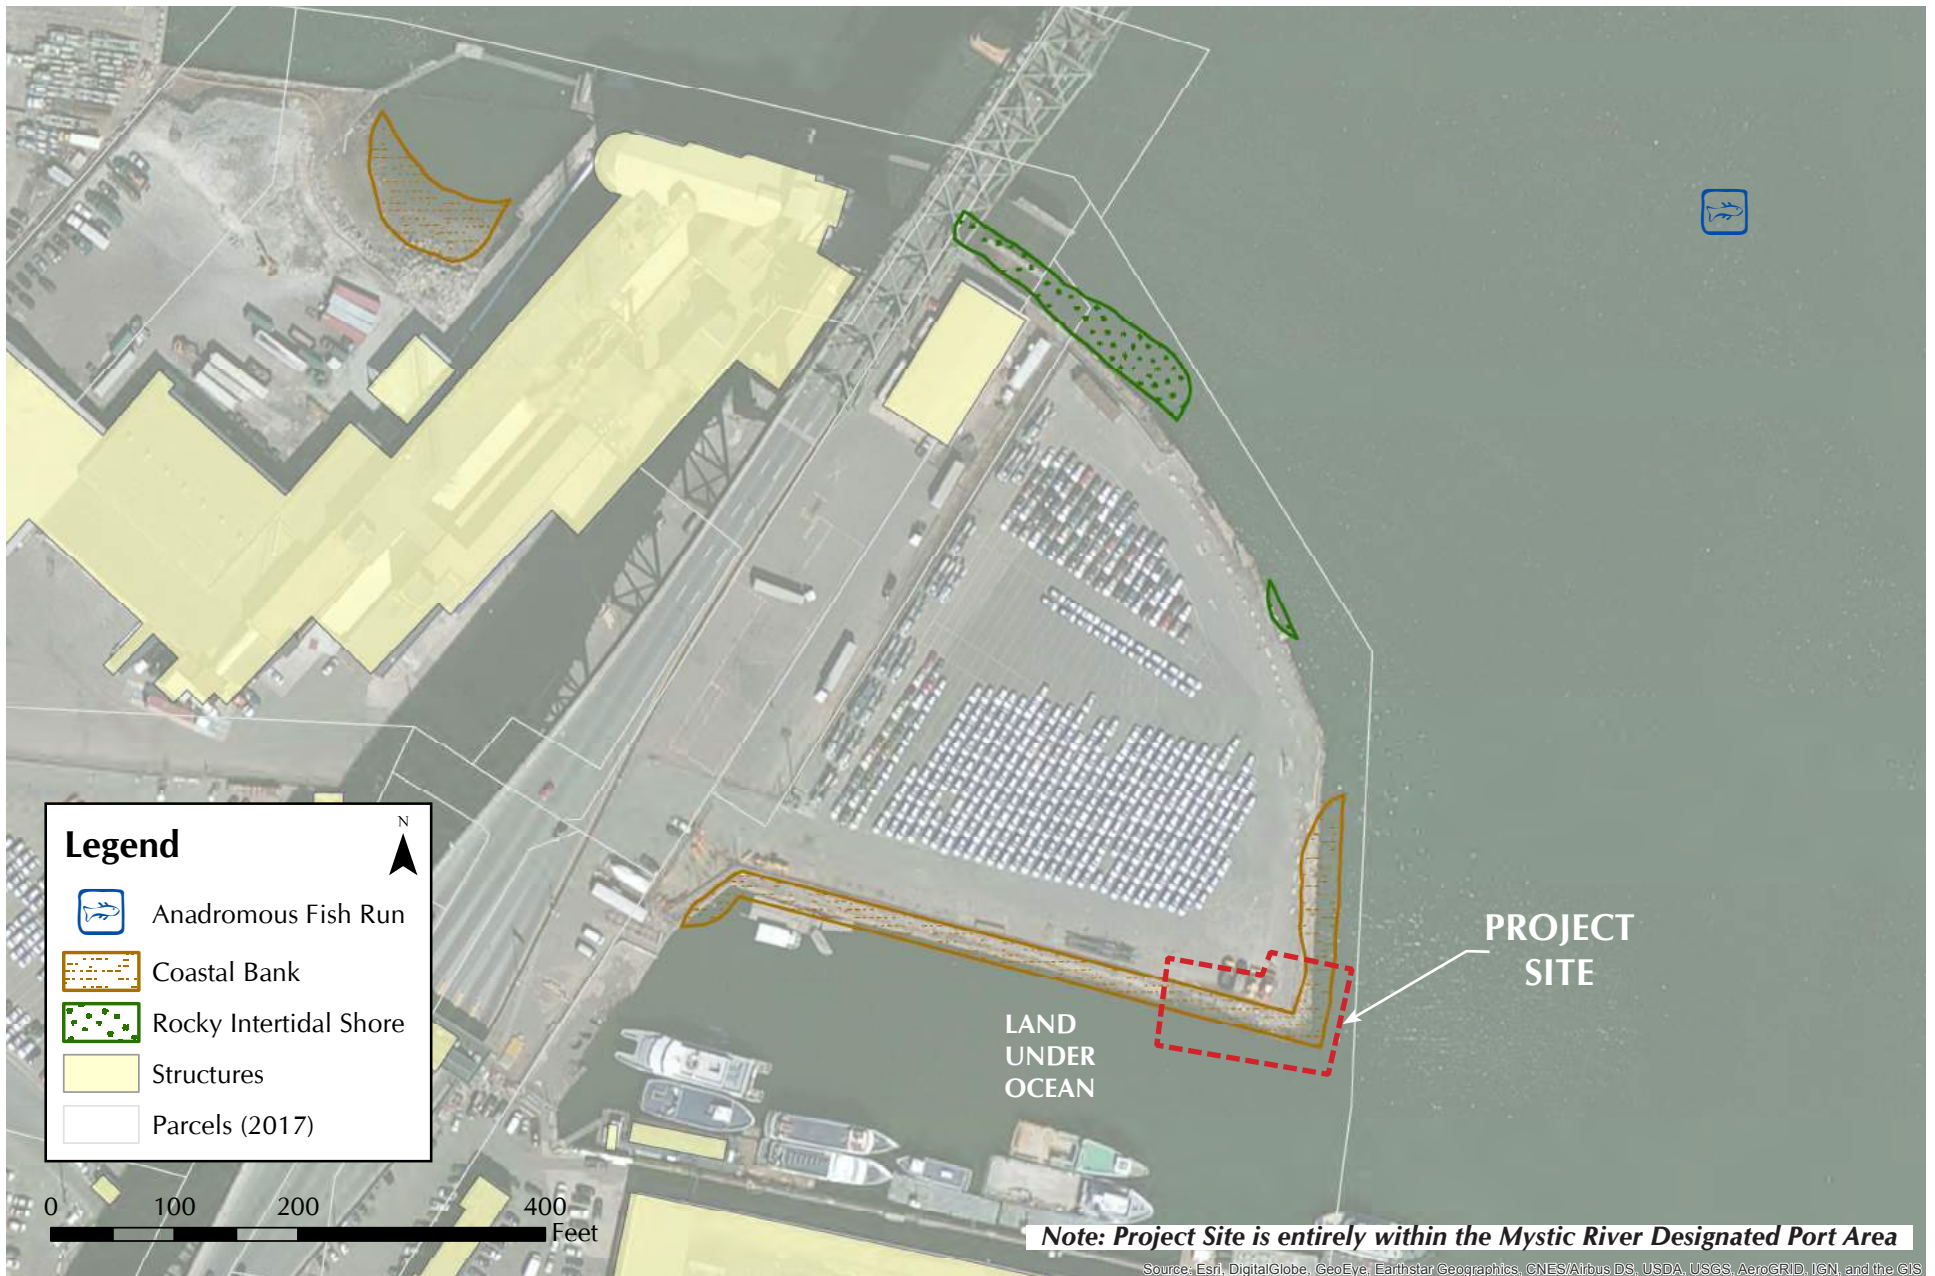 PROJECT
SITE
LAND
UNDER
OCEAN
Legend
N
Anadromous Fish Run
Coastal Bank
Rocky Intertidal Shore
Structures
Parcels (2017)
0 100 200 400
Feet
Note: Project Site is entirely within the Mystic River Designated Port Area
Source: Esri, DigitalGlobe, GeoEye, Earthstar Geographics, CNES/Airbus DS, USDA, USGS, AeroGRID, IGN, and the GIS